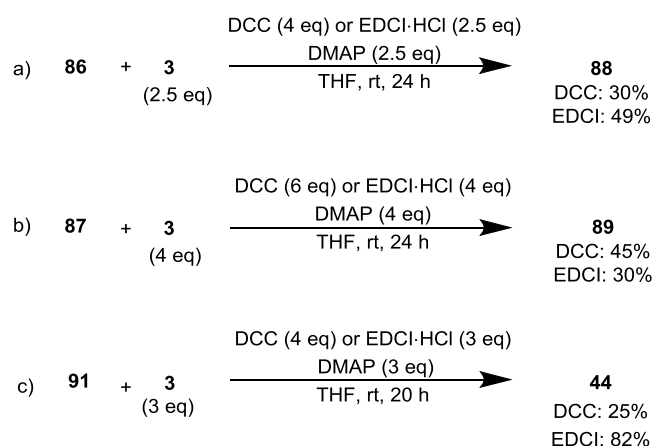 DCC (4 eq) or EDCI·HCl (2.5 eq)
a) 86 + 3
DMAP (2.5 eq)
88
(2.5 eq)
THF, rt, 24 h
DCC: 30%
EDCI: 49%
DCC (6 eq) or EDCI·HCl (4 eq)
b) 87 + 3
DMAP (4 eq)
89
(4 eq)
THF, rt, 24 h
DCC: 45%
EDCI: 30%
DCC (4 eq) or EDCI·HCl (3 eq)
c) 91 + 3
DMAP (3 eq)
44
(3 eq)
THF, rt, 20 h
DCC: 25%
EDCI: 82%